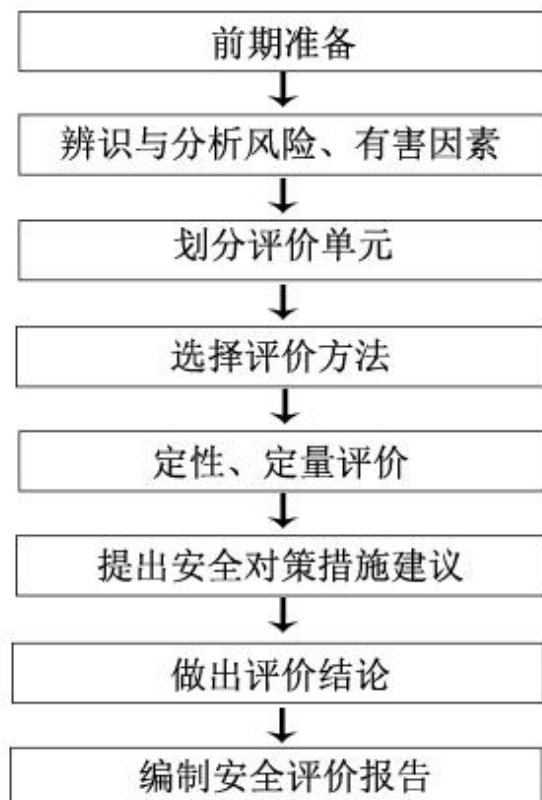 前期准备
辨识与分析风险、有害因素
划分评价单元
选择评价方法
定性、定量评价
提出安全对策措施建议
做出评价结论
编制安全评价报告